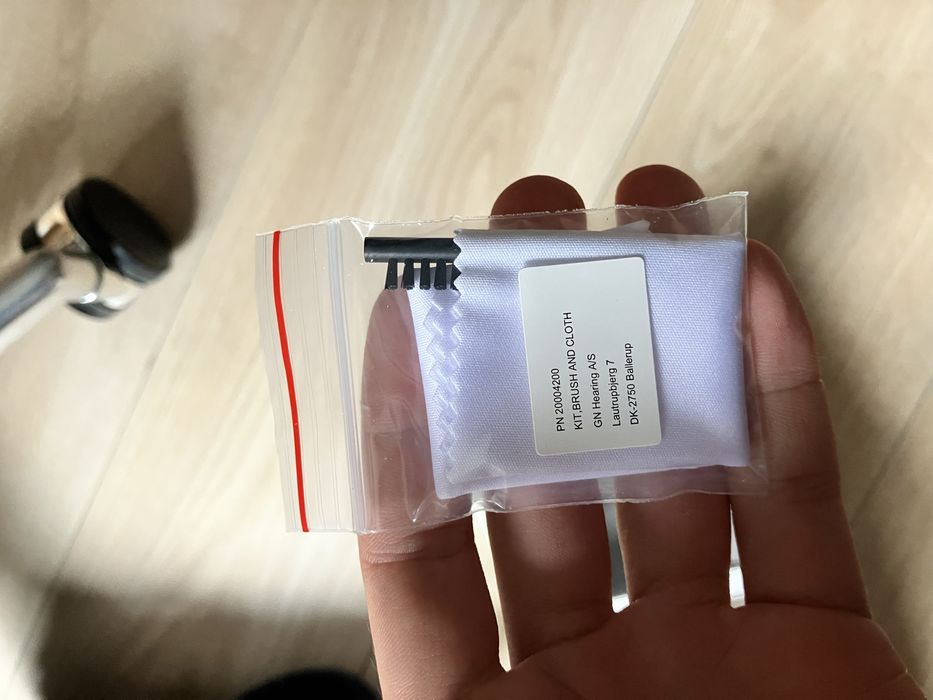 PN 20004200
KIT,BRUSH AND CLOTH
GN Hearing A/S
Lautrupbjerg 7
DK-2750 Ballerup